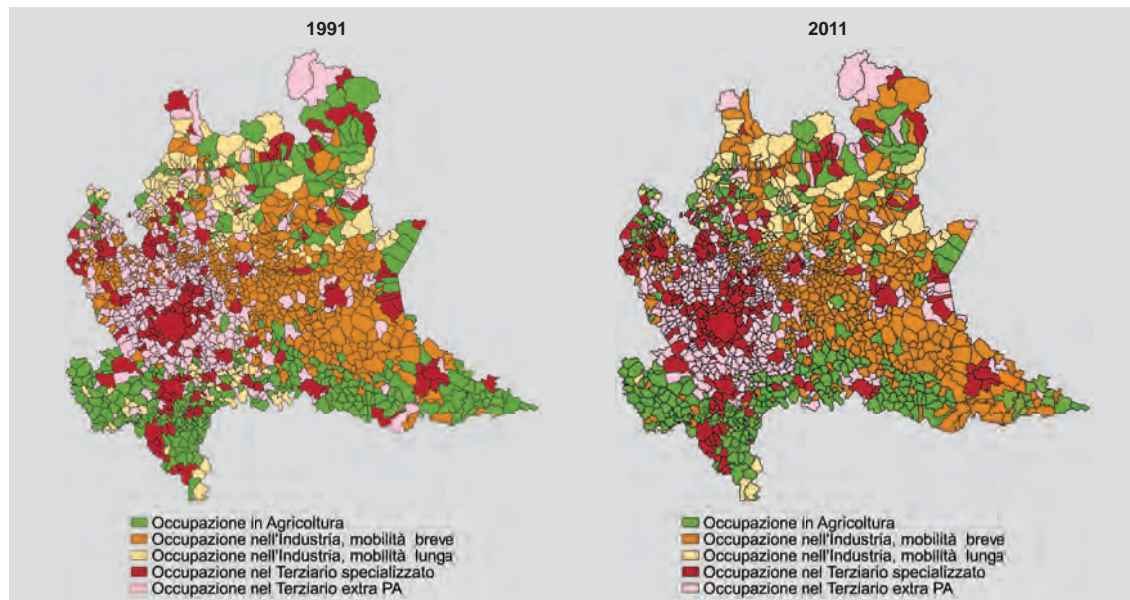 1991
2011
Occupazione in Agricoltura
Occupazione nell'Industria, mobilità breve
Occupazione nell'Industria, mobilità lunga
Occupazione nel Terziario specializzato
Occupazione nel Terziario extra PA
Occupazione in Agricoltura
Occupazione nell'Industria, mobilità breve
Occupazione nell'Industria, mobilità lunga
Occupazione nel Terziario specializzato
Occupazione nel Terziario extra PA